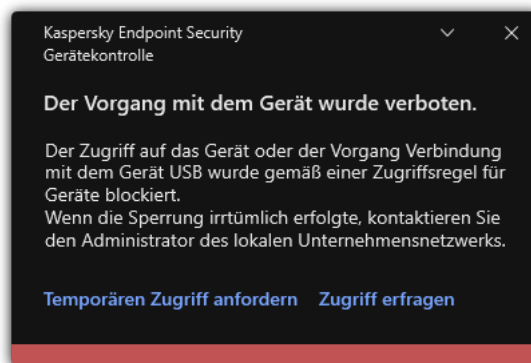 Kaspersky Endpoint Security
Gerätekontrolle
Der Vorgang mit dem Gerät wurde verboten.
Der Zugriff auf das Gerät oder der Vorgang Verbindung
mit dem Gerät USB wurde gemäß einer Zugriffsregel für
Geräte blockiert.
Wenn die Sperrung irrtümlich erfolgte, kontaktieren Sie
den Administrator des lokalen Unternehmensnetzwerks.
Temporären Zugriff anfordern Zugriff erfragen